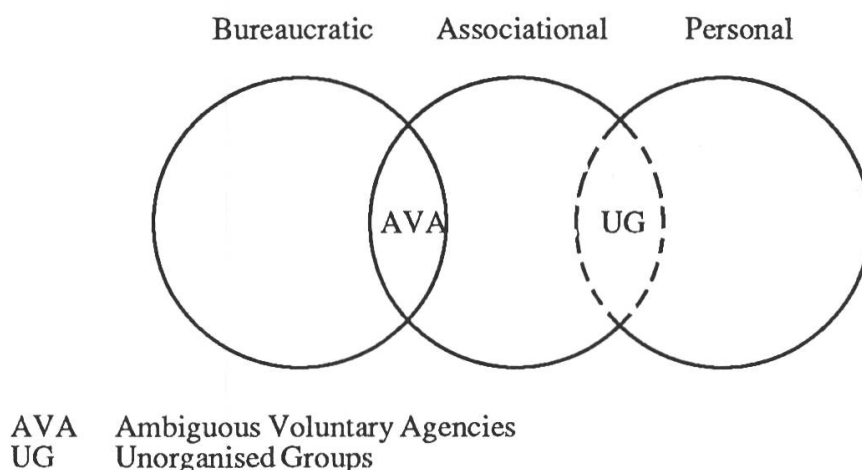 Bureaucratic Associational Personal
AVA UG
AVA Ambiguous Voluntary Agencies
UG Unorganised Groups